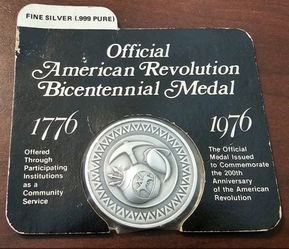 FINE SILVER (.999 PURE)
Official
American Revolution
Bicentennial Medal
1776
1976
Offered
Through
Participating
Institutions
as a
Community
Service
The Official
Medal Issued
to Commemorate
the 200th
Anniversary
of the American
Revolution